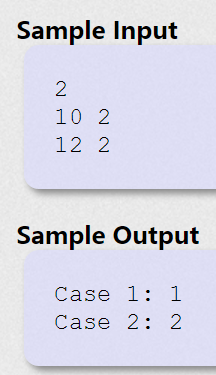 Sample Input
2
10 2
12 2
Sample Output
Case 1: 1
Case 2: 2